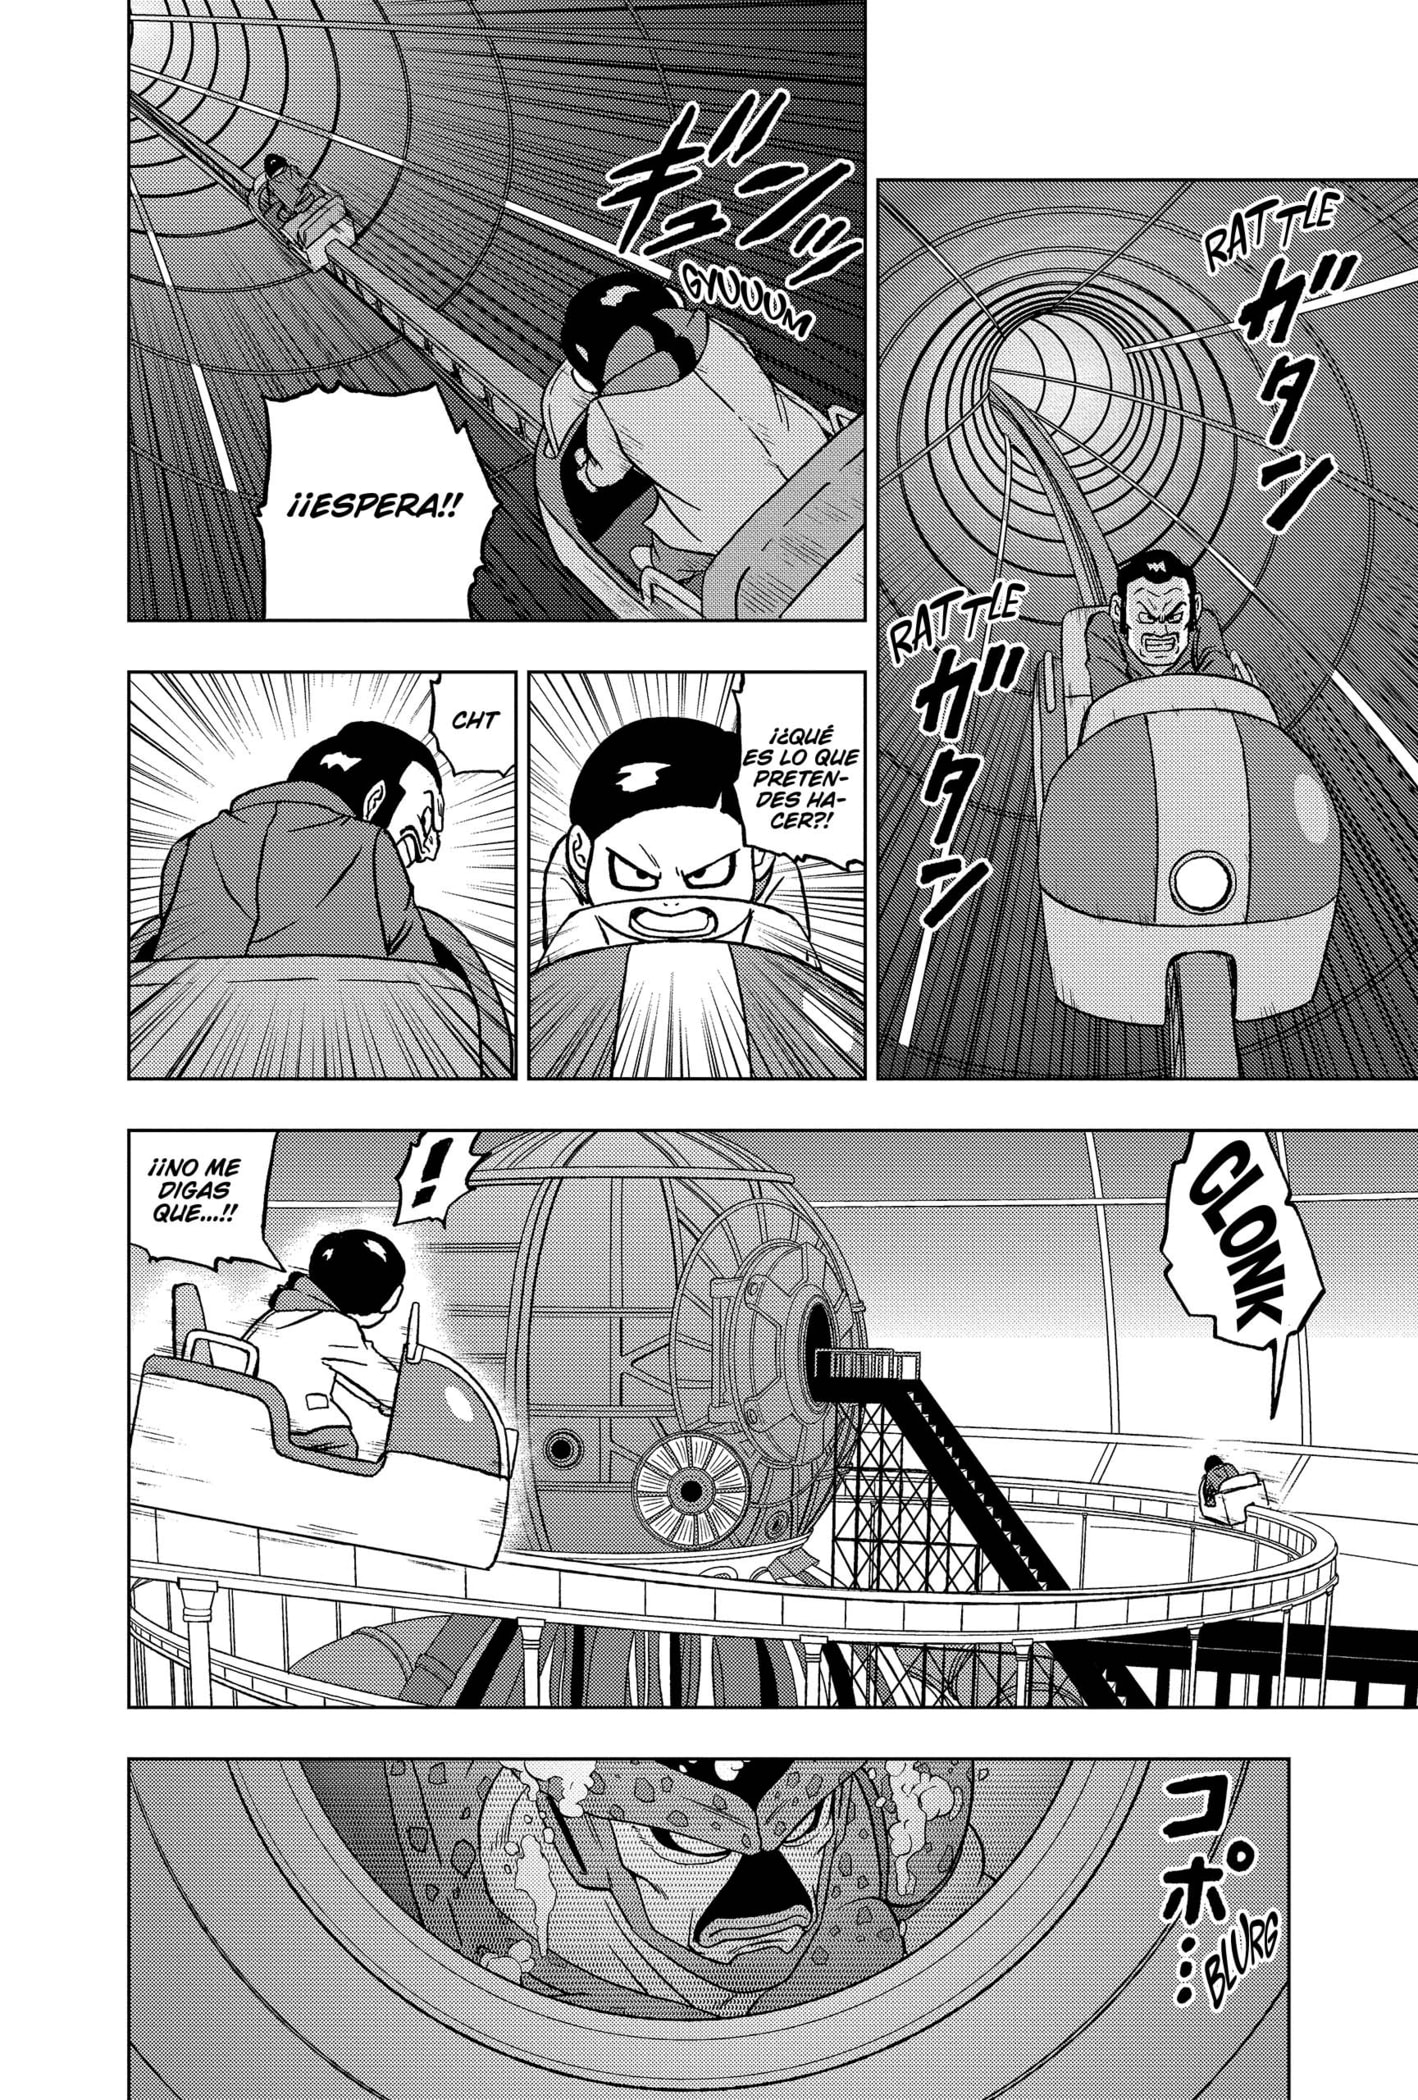 RATTLE
ガタン
RATTLE
ガタン
ギュンッ
GYUUUM
¡¡ESPERA!!
¡¿QUÉ
ES LO QUE
PRETEN-
DES HA-
CER?!
CHT
CLONK
!
¡¡NO ME
DIGAS
QUE...!!
コポ…
BLURG